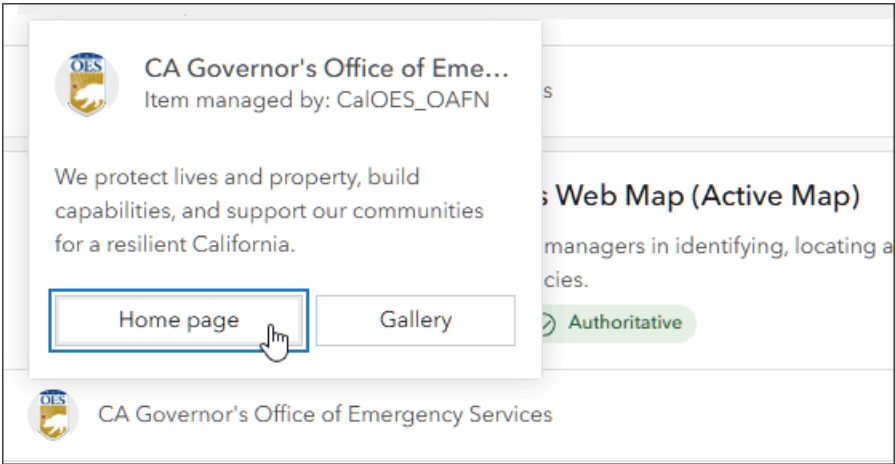 OES
CA Governor's Office of Eme...
Item managed by: CalOES_OAFN
s
We protect lives and property, build
capabilities, and support our communities
for a resilient California.
s Web Map (Active Map)
managers in identifying, locating a
cies.
Home page
Gallery
Authoritative
OES
CA Governor's Office of Emergency Services